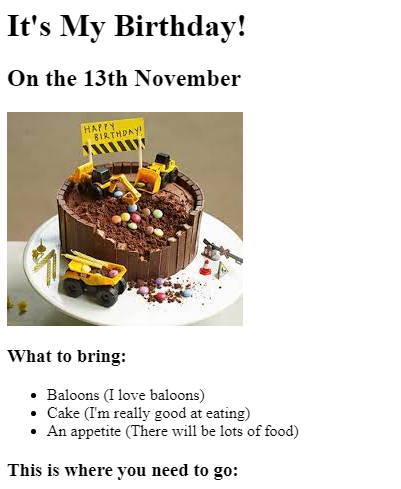 It's My Birthday!
On the 13th November
HAPPY
BIRTHDAY!
What to bring:
Baloons (I love baloons)
Cake (I'm really good at eating)
An appetite (There will be lots of food)
This is where you need to go: